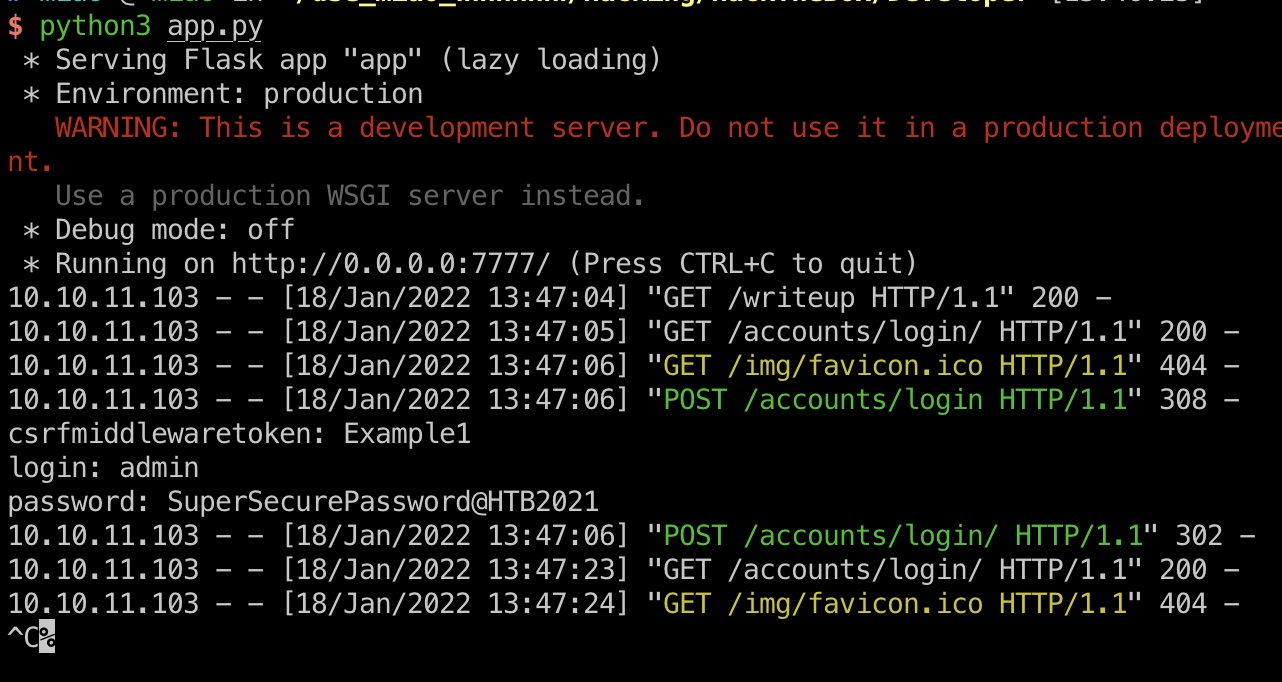 $ python3 app.py
 * Serving Flask app "app" (lazy loading)
 * Environment: production
   WARNING: This is a development server. Do not use it in a production deployme
nt.
   Use a production WSGI server instead.
 * Debug mode: off
 * Running on http://0.0.0.0:7777/ (Press CTRL+C to quit)
10.10.11.103 - - [18/Jan/2022 13:47:04] "GET /writeup HTTP/1.1" 200 -
10.10.11.103 - - [18/Jan/2022 13:47:05] "GET /accounts/login/ HTTP/1.1" 200 -
10.10.11.103 - - [18/Jan/2022 13:47:06] "GET /img/favicon.ico HTTP/1.1" 404 -
10.10.11.103 - - [18/Jan/2022 13:47:06] "POST /accounts/login HTTP/1.1" 308 -
csrfmiddlewaretoken: Example1
login: admin
password: SuperSecurePassword@HTB2021
10.10.11.103 - - [18/Jan/2022 13:47:06] "POST /accounts/login/ HTTP/1.1" 302 -
10.10.11.103 - - [18/Jan/2022 13:47:23] "GET /accounts/login/ HTTP/1.1" 200 -
10.10.11.103 - - [18/Jan/2022 13:47:24] "GET /img/favicon.ico HTTP/1.1" 404 -
^C%